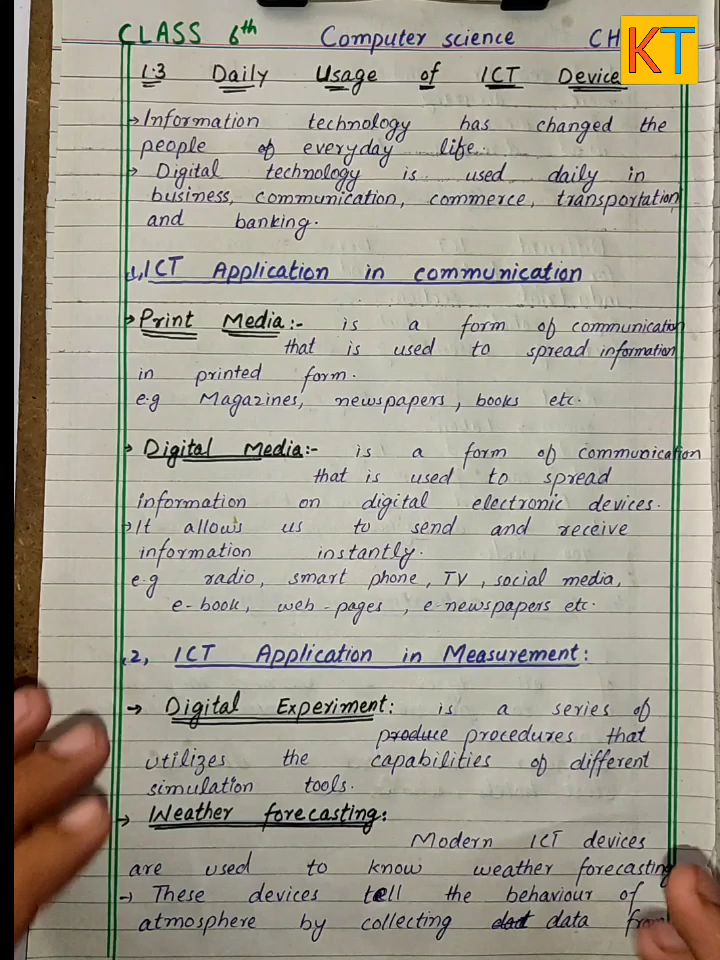 CLASS 6th Computer science CH
KT
1.3 Daily Usage of ICT Device
→ Information technology has changed the
people of everyday life.
→ Digital technology is used daily in
business, communication, commerce, transportation
and banking.
1, ICT Application in communication
→ Print Media:- is a form of communication
that is used to spread information
in printed form.
e.g Magazines, newspapers, books etc.
→ Digital Media:- is a form of communication
that is used to spread
information on digital electronic devices.
→ It allows us to send and receive
information instantly.
e.g radio, smart phone, TV, social media,
e-book, web-pages, e-newspapers etc.
2, ICT Application in Measurement:
→ Digital Experiment: is a series of
produce procedures that
utilizes the capabilities of different
simulation tools.
→ Weather forecasting:
Modern ICT devices
are used to know weather forecasting
→ These devices tell the behaviour of
atmosphere by collecting data from